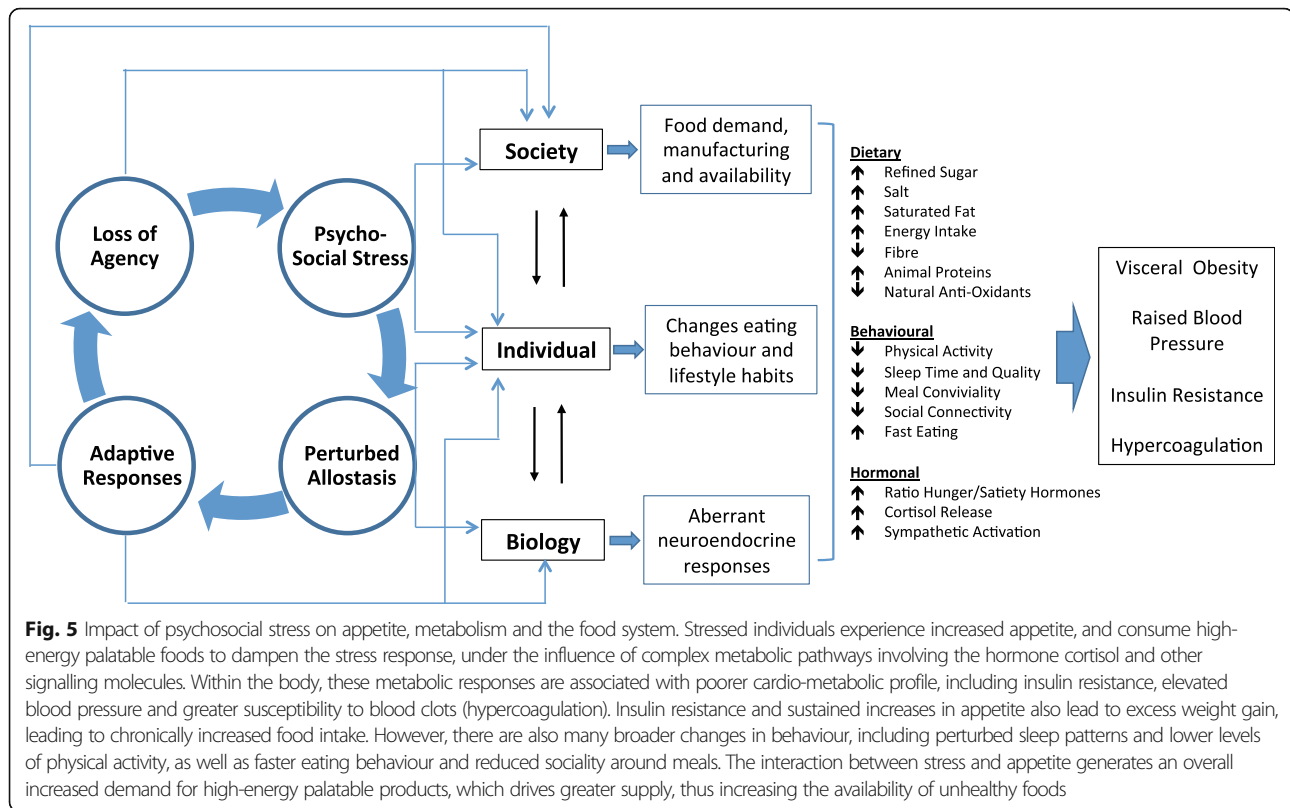 Loss of
Agency
Psycho-
Social Stress
Adaptive
Responses
Perturbed
Allostasis
Society
Individual
Biology
Food demand,
manufacturing
and availability
Changes eating
behaviour and
lifestyle habits
Aberrant
neuroendocrine
responses
Dietary
↑ Refined Sugar
↑ Salt
↑ Saturated Fat
↑ Energy Intake
↓ Fibre
↑ Animal Proteins
↓ Natural Anti-Oxidants
Behavioural
↓ Physical Activity
↓ Sleep Time and Quality
↓ Meal Conviviality
↓ Social Connectivity
↑ Fast Eating
Hormonal
↑ Ratio Hunger/Satiety Hormones
↑ Cortisol Release
↑ Sympathetic Activation
Visceral Obesity
Raised Blood
Pressure
Insulin Resistance
Hypercoagulation
Fig. 5 Impact of psychosocial stress on appetite, metabolism and the food system. Stressed individuals experience increased appetite, and consume high-
energy palatable foods to dampen the stress response, under the influence of complex metabolic pathways involving the hormone cortisol and other
signalling molecules. Within the body, these metabolic responses are associated with poorer cardio-metabolic profile, including insulin resistance, elevated
blood pressure and greater susceptibility to blood clots (hypercoagulation). Insulin resistance and sustained increases in appetite also lead to excess weight gain,
leading to chronically increased food intake. However, there are also many broader changes in behaviour, including perturbed sleep patterns and lower levels
of physical activity, as well as faster eating behaviour and reduced sociality around meals. The interaction between stress and appetite generates an overall
increased demand for high-energy palatable products, which drives greater supply, thus increasing the availability of unhealthy foods